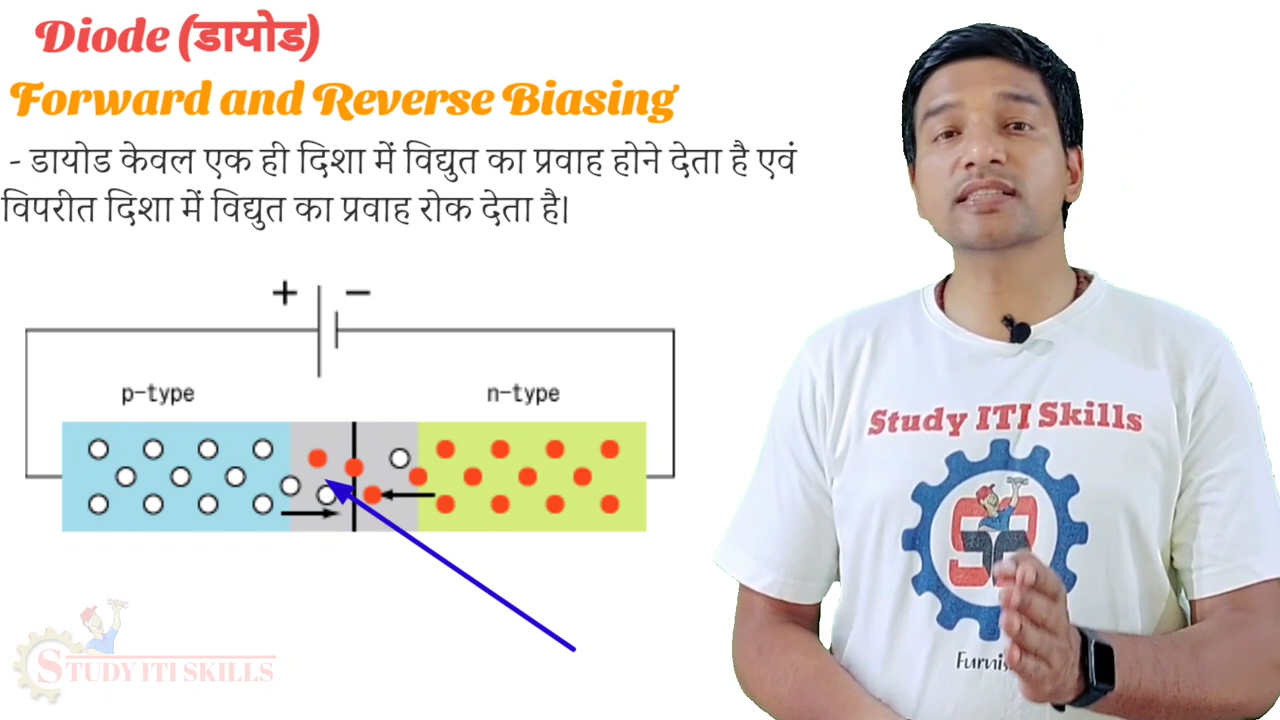 Diode (डायोड)
Forward and Reverse Biasing
- डायोड केवल एक ही दिशा में विद्युत का प्रवाह होने देता है एवं
विपरीत दिशा में विद्युत का प्रवाह रोक देता है।
+ −
p-type n-type
Study ITI Skills
STUDY ITI SKILLS